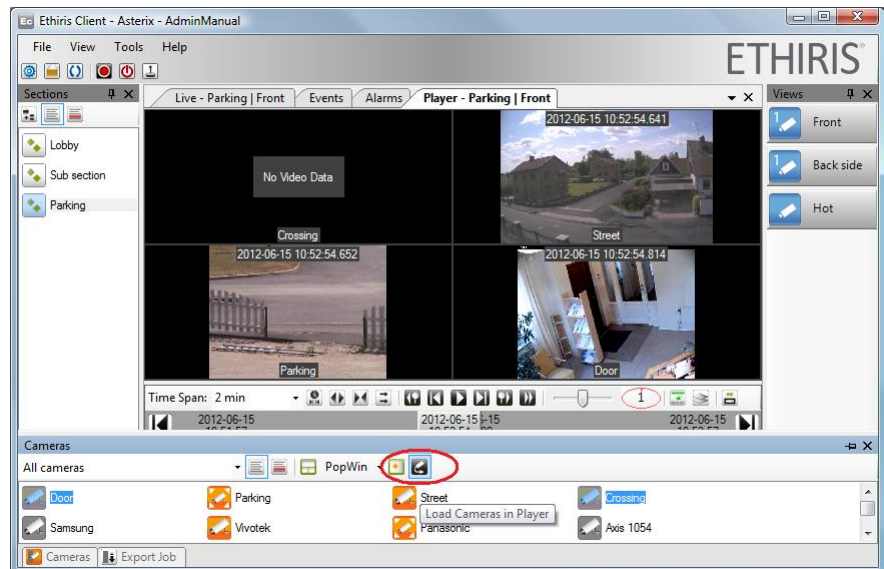 Ec Ethiris Client - Asterix - AdminManual
File View Tools Help
ETHIRIS
Sections
Live - Parking | Front Events Alarms Player - Parking | Front
Views
Lobby
Sub section
Parking
No Video Data
Crossing
2012-06-15 10:52:54.641
Street
2012-06-15 10:52:54.652
Parking
2012-06-15 10:52:54.814
Door
1 Front
1 Back side
Hot
Time Span: 2 min
1
2012-06-15 2012-06-15 2012-06-15
Cameras
All cameras PopWin
Door Parking Street Crossing
Load Cameras in Player
Samsung Vivotek Panasonic Axis 1054
Cameras Export Job